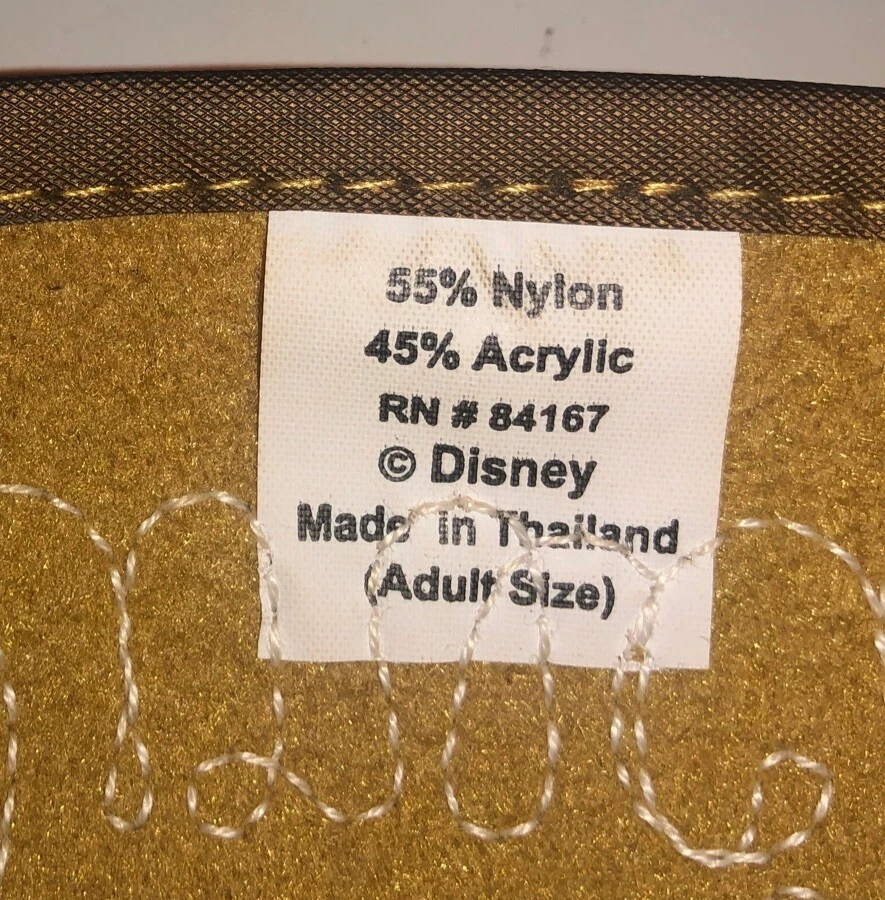 55% Nylon
45% Acrylic
RN # 84167
© Disney
Made in Thailand
(Adult Size)